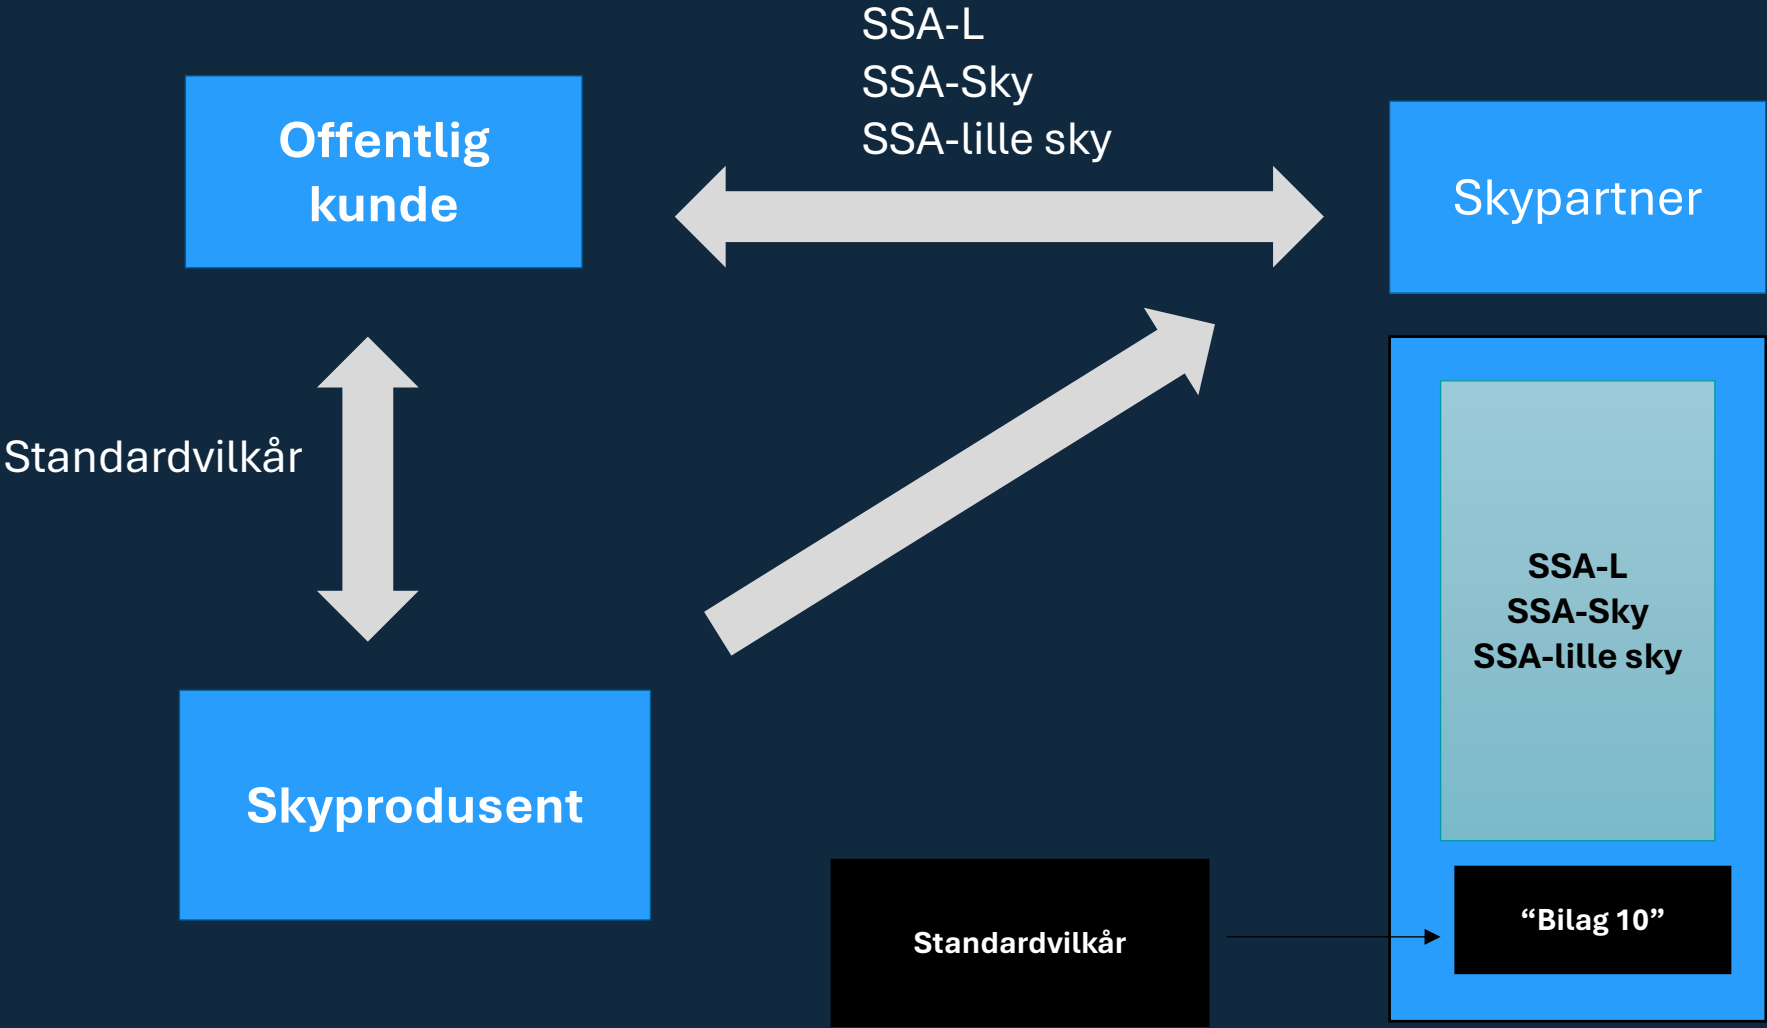 SSA-L
SSA-Sky
SSA-lille sky
Offentlig
kunde
Skypartner
Standardvilkår
SSA-L
SSA-Sky
SSA-lille sky
Skyprodusent
Standardvilkår
“Bilag 10”